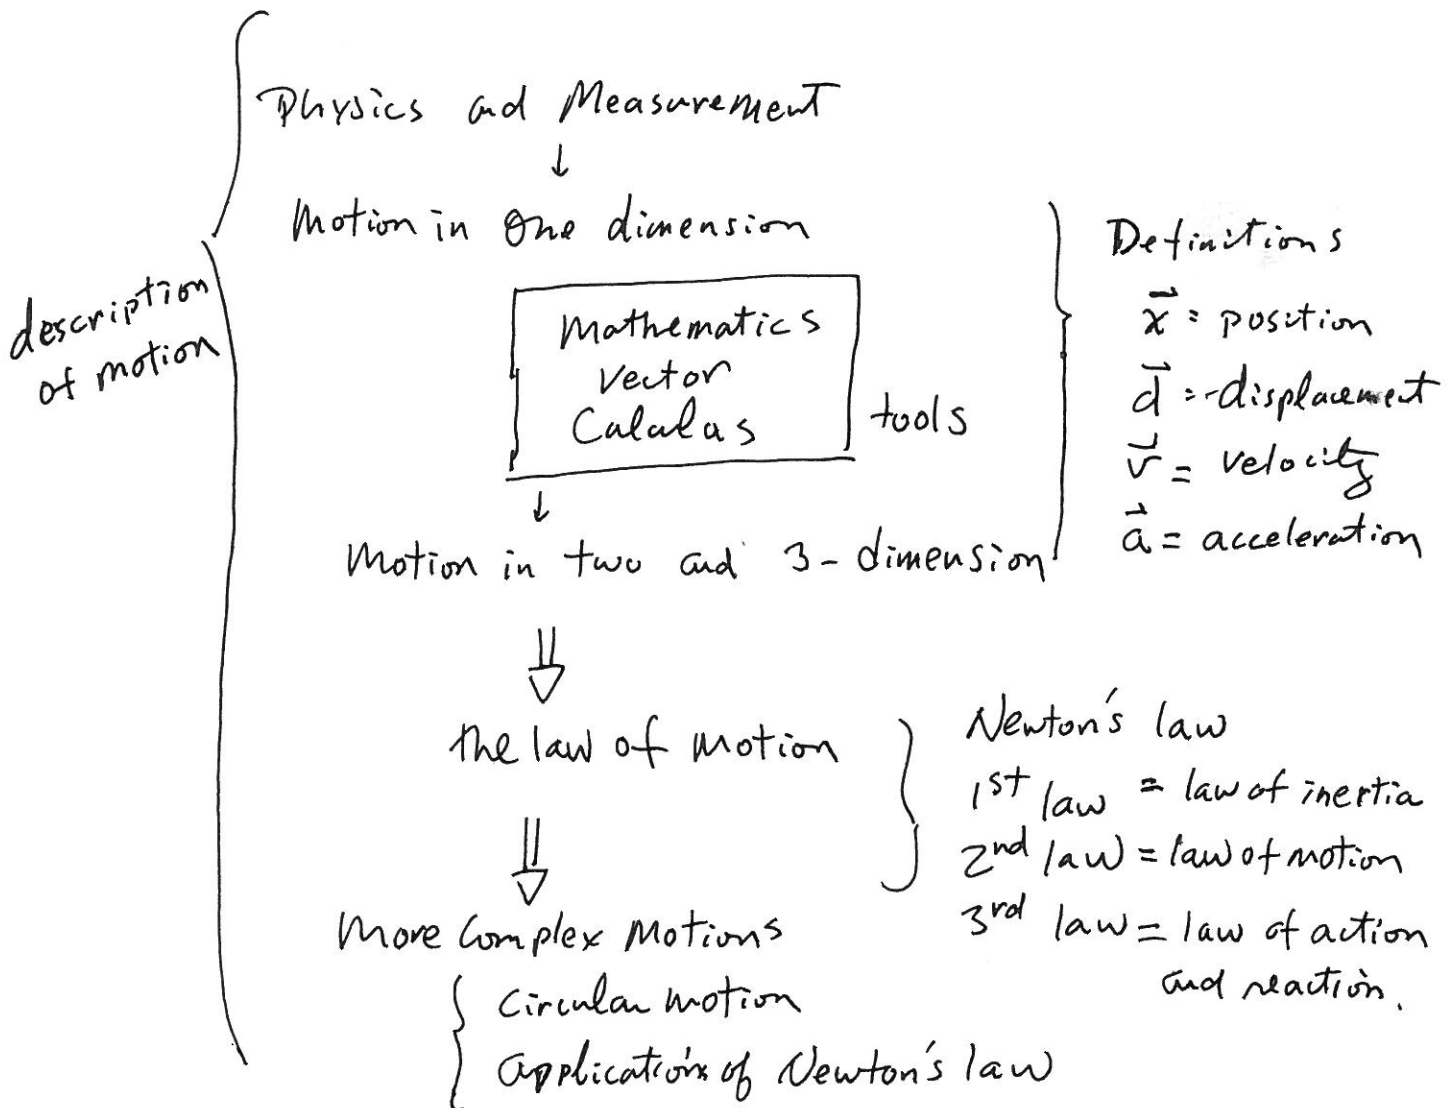 Physics and Measurement
↓
Motion in one dimension
description
of motion
Mathematics
Vector
Calculas
tools
↓
Motion in two and 3-dimension
Definitions
x⃗ = position
d⃗ = displacement
v⃗ = velocity
a⃗ = acceleration
⇓
the law of motion
Newton's law
1st law = law of inertia
2nd law = law of motion
3rd law = law of action
and reaction.
⇓
More Complex Motions
Circular motion
Applications of Newton's law